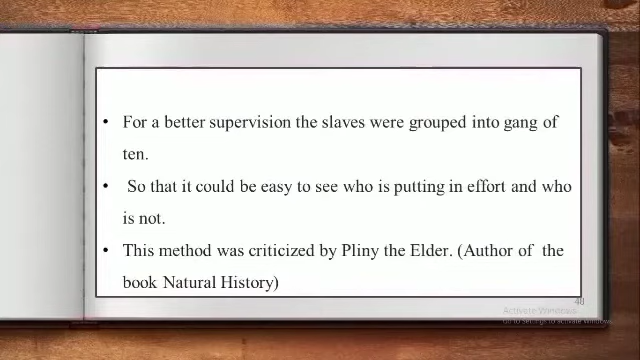 • For a better supervision the slaves were grouped into gang of
ten.
• So that it could be easy to see who is putting in effort and who
is not.
• This method was criticized by Pliny the Elder. (Author of the
book Natural History)
48
Activate Windows
Go to Settings to activate Windows.